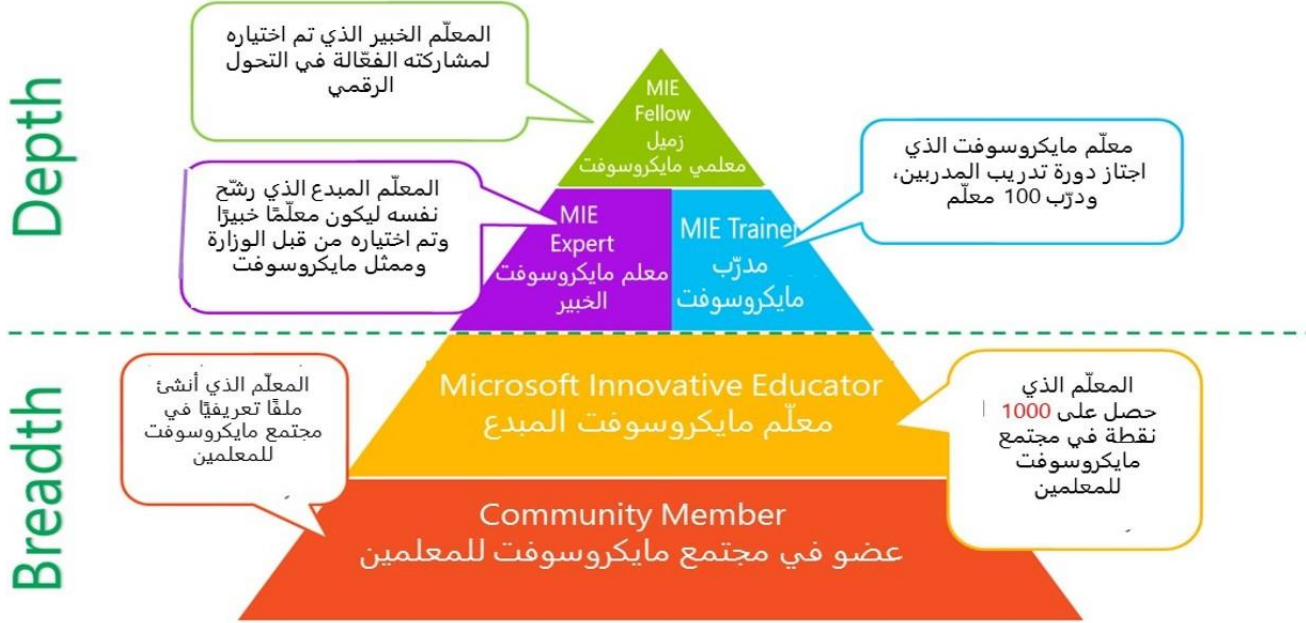 Depth
المعلّم الخبير الذي تم اختياره
لمشاركته الفعّالة في التحول
الرقمي
MIE
Fellow
زميل
معلمي مايكروسوفت
معلّم مايكروسوفت الذي
اجتاز دورة تدريب المدربين،
ودرّب 100 معلّم
المعلّم المبدع الذي رشّح
نفسه ليكون معلّمًا خبيرًا
وتم اختياره من قبل الوزارة
وممثل مايكروسوفت
MIE
Expert
معلم مايكروسوفت
الخبير
MIE Trainer
مدرّب
مايكروسوفت
Breadth
المعلّم الذي أنشئ
ملفًا تعريفيًا في
مجتمع مايكروسوفت
للمعلمين
Microsoft Innovative Educator
معلّم مايكروسوفت المبدع
المعلّم الذي
حصل على 1000
نقطة في مجتمع
مايكروسوفت
للمعلمين
Community Member
عضو في مجتمع مايكروسوفت للمعلمين